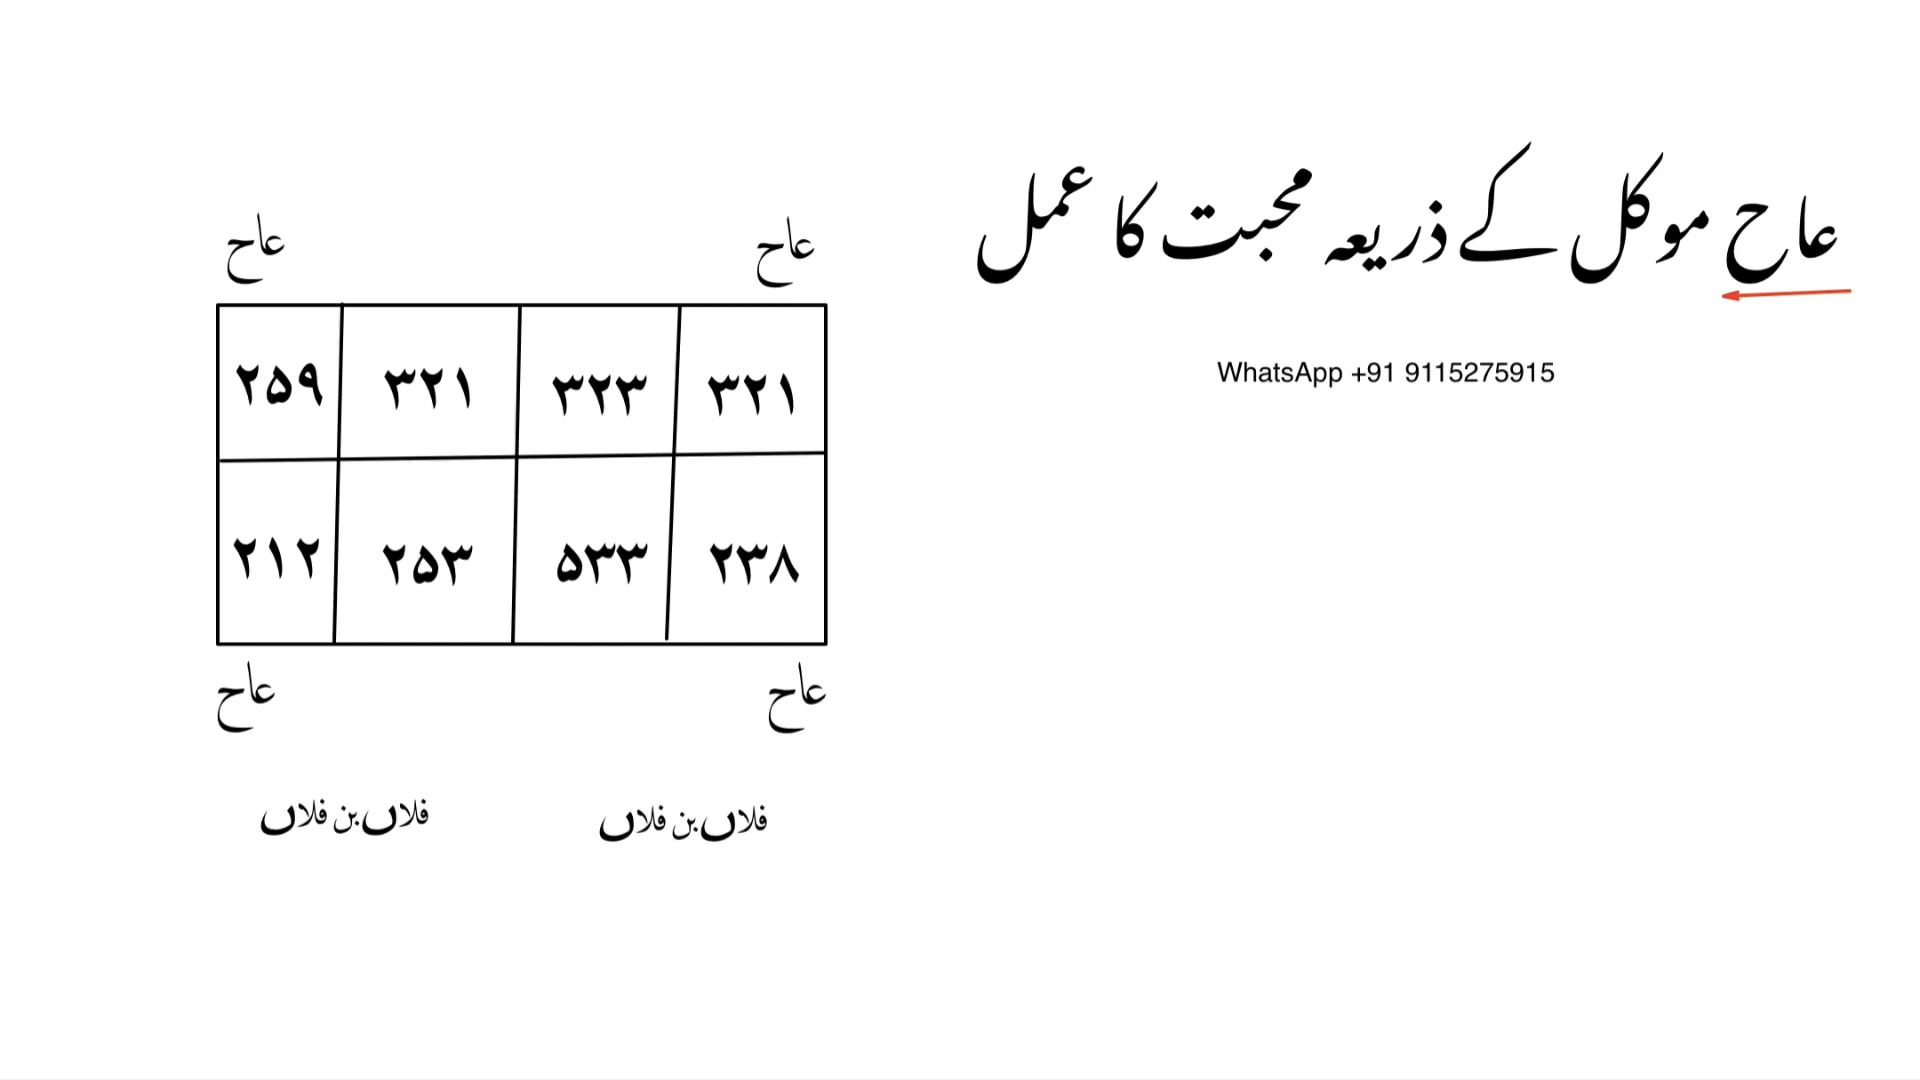 عاح موکل کے ذریعہ محبت کا عمل
WhatsApp +91 9115275915
عاح عاح
۲۵۹ ۳۲۱ ۳۲۳ ۳۲۱
۲۱۲ ۲۵۳ ۵۳۳ ۲۳۸
عاح عاح
فلاں بن فلاں فلاں بن فلاں